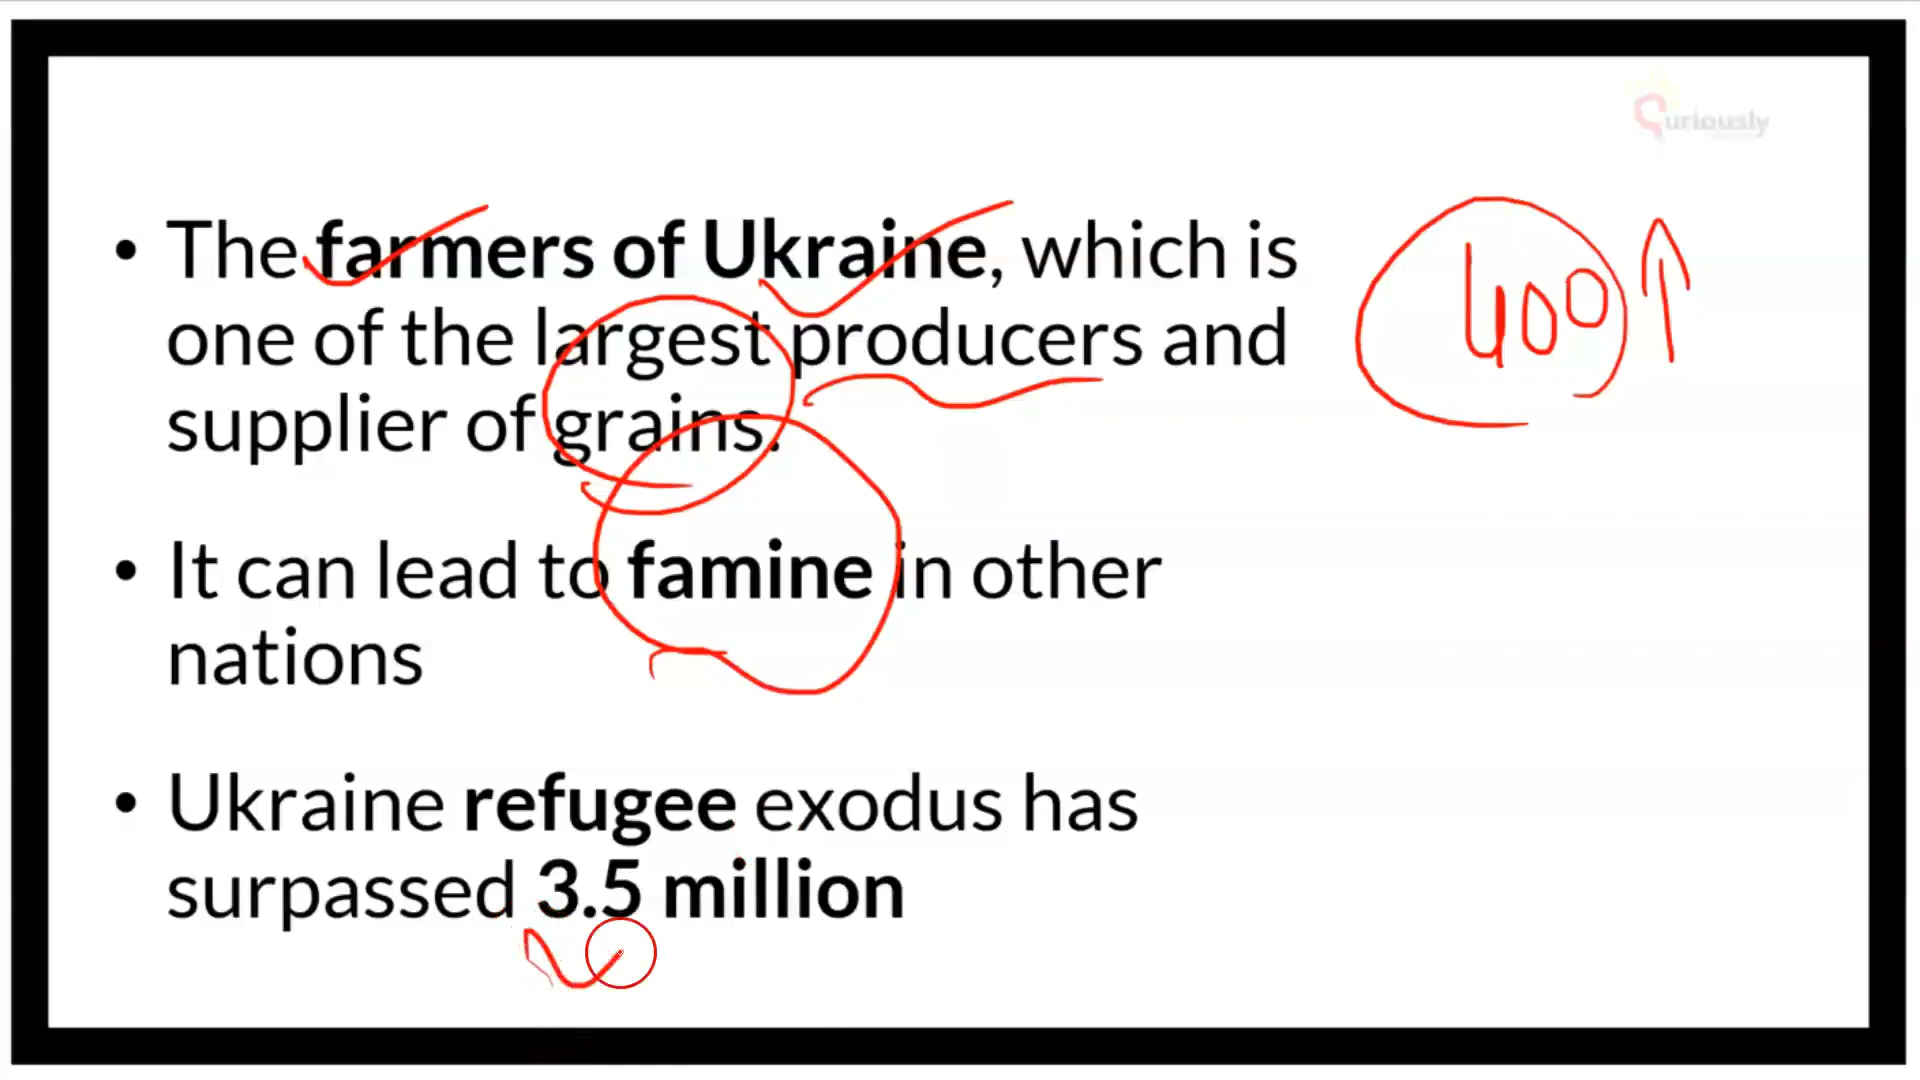 uriously
• The farmers of Ukraine, which is
one of the largest producers and
supplier of grains.
400
• It can lead to famine in other
nations
• Ukraine refugee exodus has
surpassed 3.5 million